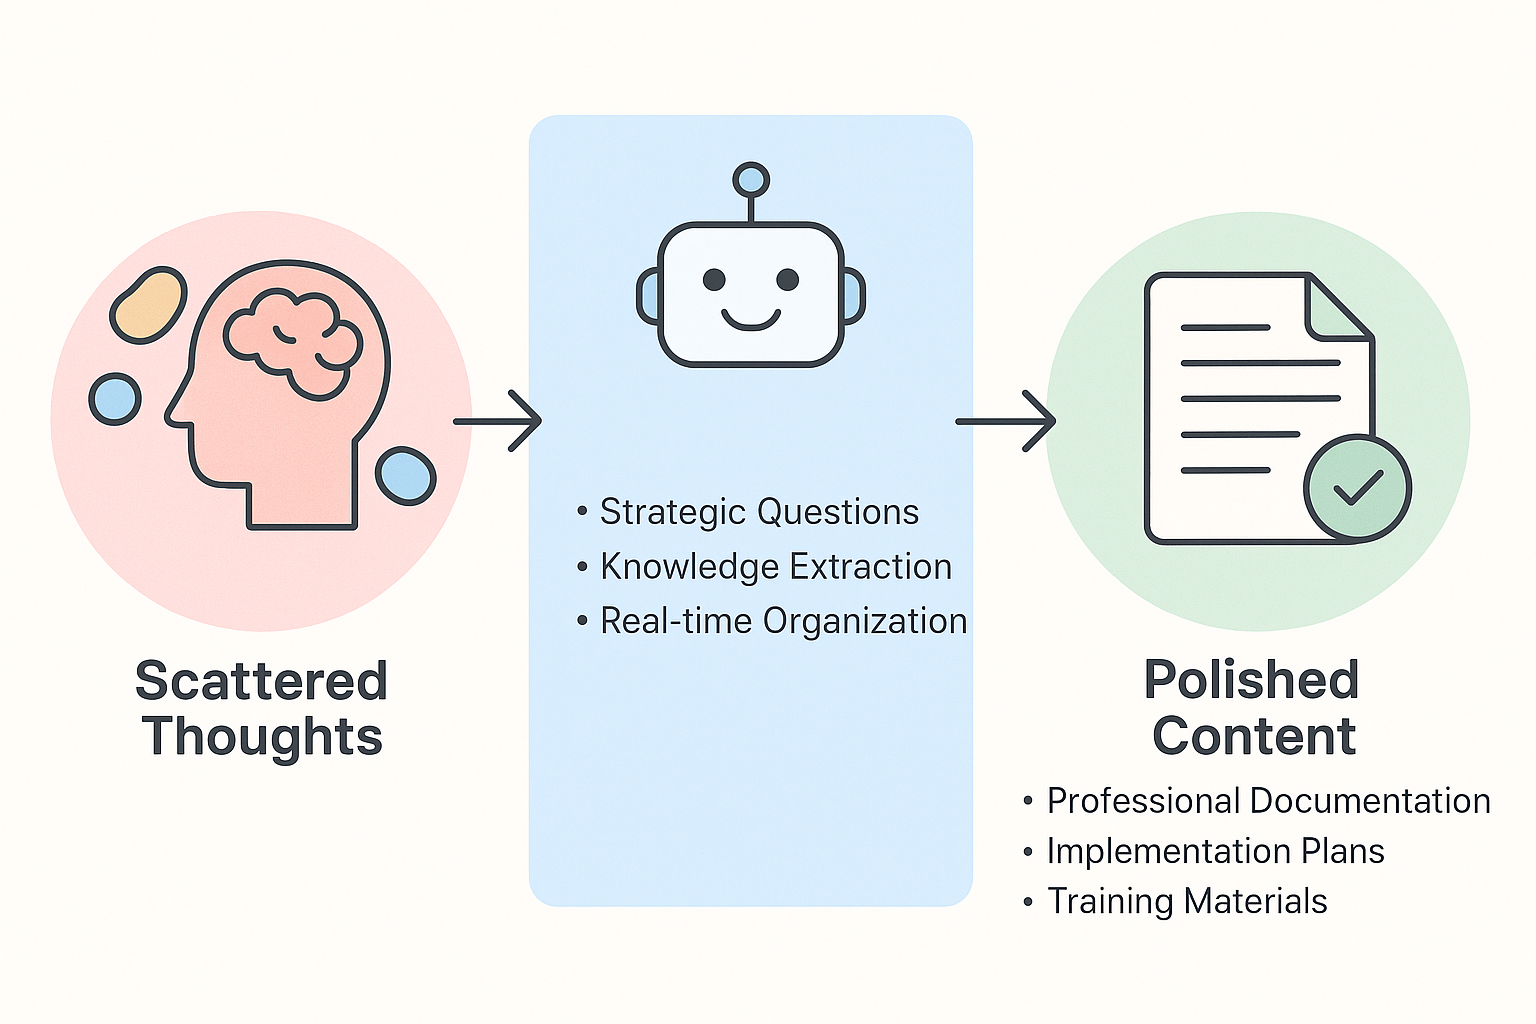 Scattered
Thoughts
• Strategic Questions
• Knowledge Extraction
• Real-time Organization
Polished
Content
• Professional Documentation
• Implementation Plans
• Training Materials